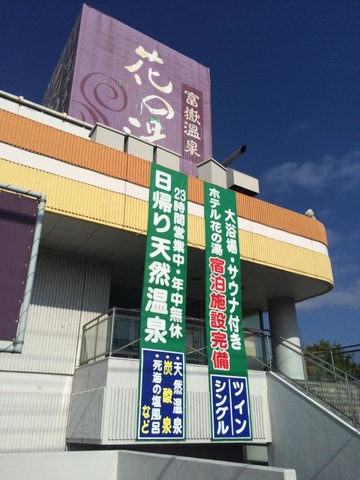 富嶽温泉
花の湯
大浴場・サウナ付き
ホテル花の湯 宿泊施設完備
ツイン
シングル
23時間営業中・年中無休
日帰り天然温泉
・天然温泉
・炭酸泉
・死海の塩風呂
など